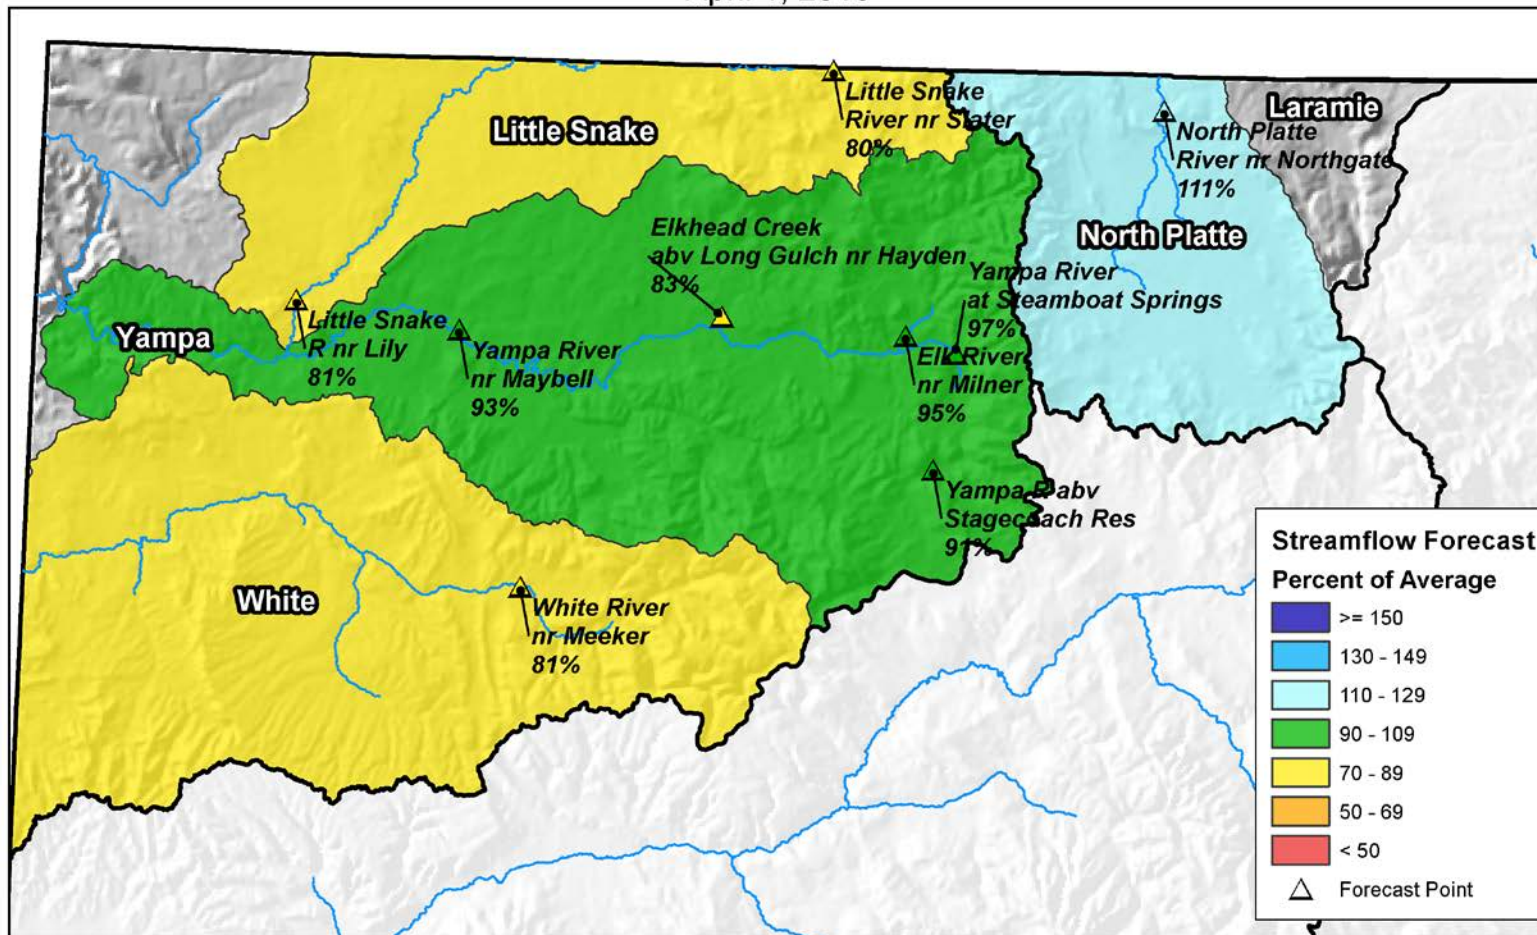 Little Snake
Little Snake
River nr Slater
80%
Laramie
North Platte
River nr Northgate
111%
North Platte
Elkhead Creek
abv Long Gulch nr Hayden
83%
Yampa River
at Steamboat Springs
97%
Yampa
Little Snake
R nr Lily
81%
Yampa River
nr Maybell
93%
Elk River
nr Milner
95%
Yampa R abv
Stagecoach Res
91%
White
White River
nr Meeker
81%
Streamflow Forecast
Percent of Average
>= 150
130 - 149
110 - 129
90 - 109
70 - 89
50 - 69
< 50
Forecast Point